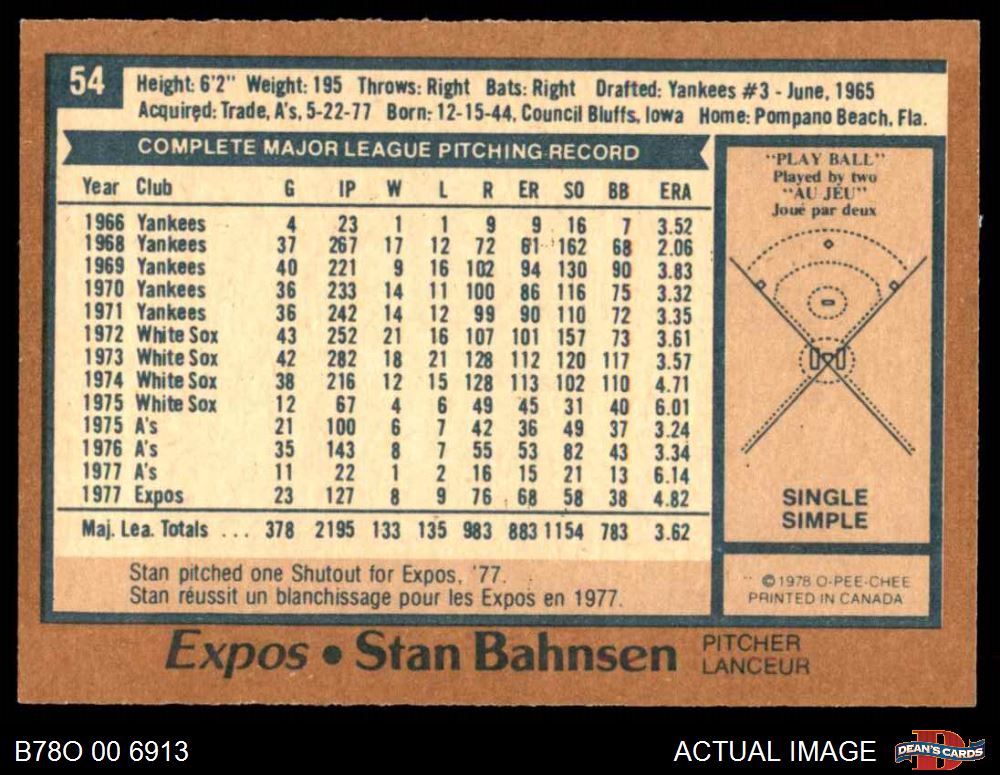 54
Height: 6'2" Weight: 195 Throws: Right Bats: Right Drafted: Yankees #3 - June, 1965
Acquired: Trade, A's, 5-22-77 Born: 12-15-44, Council Bluffs, Iowa Home: Pompano Beach, Fla.
COMPLETE MAJOR LEAGUE PITCHING RECORD
Year Club G IP W L R ER SO BB ERA
1966 Yankees 4 23 1 1 9 9 16 7 3.52
1968 Yankees 37 267 17 12 72 61 162 68 2.06
1969 Yankees 40 221 9 16 102 94 130 90 3.83
1970 Yankees 36 233 14 11 100 86 116 75 3.32
1971 Yankees 36 242 14 12 99 90 110 72 3.35
1972 White Sox 43 252 21 16 107 101 157 73 3.61
1973 White Sox 42 282 18 21 128 112 120 117 3.57
1974 White Sox 38 216 12 15 128 113 102 110 4.71
1975 White Sox 12 67 4 6 49 45 31 40 6.01
1975 A's 21 100 6 7 42 36 49 37 3.24
1976 A's 35 143 8 7 55 53 82 43 3.34
1977 A's 11 22 1 2 16 15 21 13 6.14
1977 Expos 23 127 8 9 76 68 58 38 4.82
Maj. Lea. Totals ... 378 2195 133 135 983 883 1154 783 3.62
Stan pitched one Shutout for Expos, '77.
Stan réussit un blanchissage pour les Expos en 1977.
"PLAY BALL"
Played by two
"AU JEU"
Joué par deux
SINGLE
SIMPLE
©1978 O-PEE-CHEE
PRINTED IN CANADA
Expos • Stan Bahnsen
PITCHER
LANCEUR
B78O 00 6913
ACTUAL IMAGE
DEAN'S CARDS